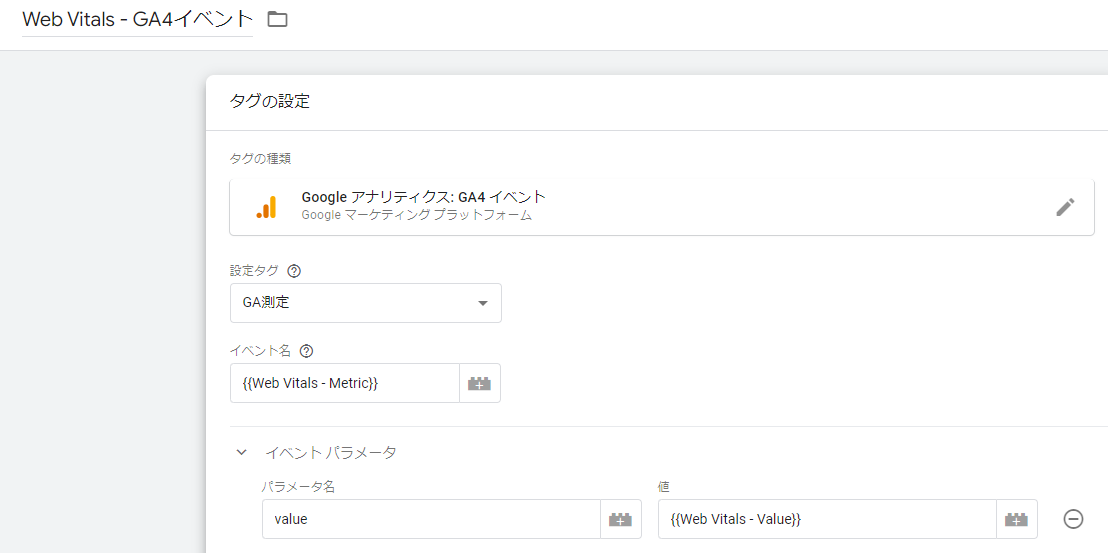 Web Vitals - GA4イベント
タグの設定
タグの種類
Google アナリティクス: GA4 イベント
Google マーケティング プラットフォーム
設定タグ
GA測定
イベント名
{{Web Vitals - Metric}}
イベント パラメータ
パラメータ名 値
value {{Web Vitals - Value}}